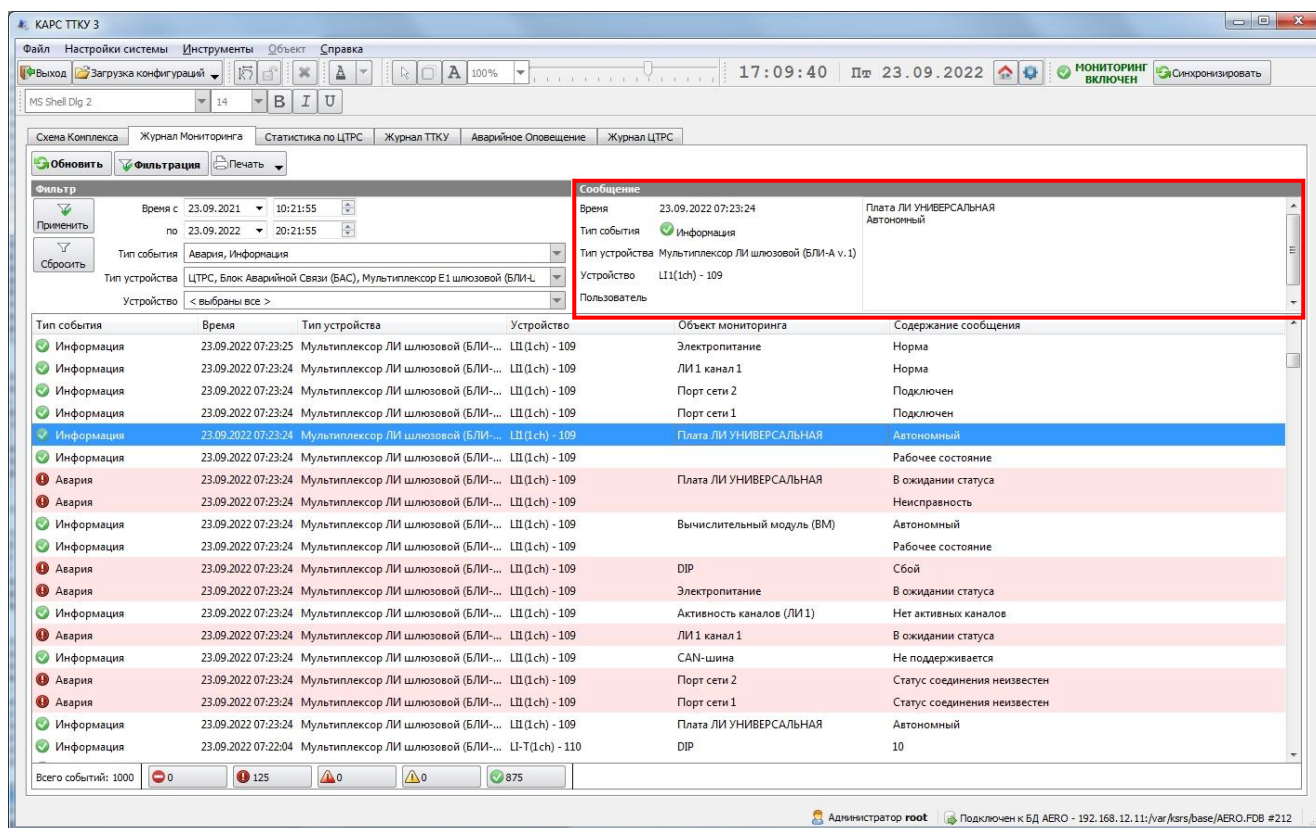 КАРС ТТКУ 3
Файл Настройки системы Инструменты Объект Справка
Выход Загрузка конфигураций A A 100% 17:09:40 Пт 23.09.2022 МОНИТОРИНГ ВКЛЮЧЕН Синхронизировать
MS Shell Dlg 2 14 B I U
Схема Комплекса Журнал Мониторинга Статистика по ЦТРС Журнал ТТКУ Аварийное Оповещение Журнал ЦТРС
Обновить Фильтрация Печать
Фильтр
Применить
Сбросить
Время с 23.09.2021 10:21:55
по 23.09.2022 20:21:55
Тип события Авария, Информация
Тип устройства ЦТРС, Блок Аварийной Связи (БАС), Мультиплексор Е1 шлюзовой (БЛИ-Ц
Устройство < выбраны все >
Сообщение
Время 23.09.2022 07:23:24
Тип события Информация
Тип устройства Мультиплексор ЛИ шлюзовой (БЛИ-А v.1)
Устройство LI1(1ch) - 109
Пользователь
Плата ЛИ УНИВЕРСАЛЬНАЯ
Автономный
Тип события Время Тип устройства Устройство Объект мониторинга Содержание сообщения
Информация 23.09.2022 07:23:25 Мультиплексор ЛИ шлюзовой (БЛИ-... LI1(1ch) - 109 Электропитание Норма
Информация 23.09.2022 07:23:24 Мультиплексор ЛИ шлюзовой (БЛИ-... LI1(1ch) - 109 ЛИ 1 канал 1 Норма
Информация 23.09.2022 07:23:24 Мультиплексор ЛИ шлюзовой (БЛИ-... LI1(1ch) - 109 Порт сети 2 Подключен
Информация 23.09.2022 07:23:24 Мультиплексор ЛИ шлюзовой (БЛИ-... LI1(1ch) - 109 Порт сети 1 Подключен
Информация 23.09.2022 07:23:24 Мультиплексор ЛИ шлюзовой (БЛИ-... LI1(1ch) - 109 Плата ЛИ УНИВЕРСАЛЬНАЯ Автономный
Информация 23.09.2022 07:23:24 Мультиплексор ЛИ шлюзовой (БЛИ-... LI1(1ch) - 109 Рабочее состояние
Авария 23.09.2022 07:23:24 Мультиплексор ЛИ шлюзовой (БЛИ-... LI1(1ch) - 109 Плата ЛИ УНИВЕРСАЛЬНАЯ В ожидании статуса
Авария 23.09.2022 07:23:24 Мультиплексор ЛИ шлюзовой (БЛИ-... LI1(1ch) - 109 Неисправность
Информация 23.09.2022 07:23:24 Мультиплексор ЛИ шлюзовой (БЛИ-... LI1(1ch) - 109 Вычислительный модуль (ВМ) Автономный
Информация 23.09.2022 07:23:24 Мультиплексор ЛИ шлюзовой (БЛИ-... LI1(1ch) - 109 Рабочее состояние
Авария 23.09.2022 07:23:24 Мультиплексор ЛИ шлюзовой (БЛИ-... LI1(1ch) - 109 DIP Сбой
Авария 23.09.2022 07:23:24 Мультиплексор ЛИ шлюзовой (БЛИ-... LI1(1ch) - 109 Электропитание В ожидании статуса
Информация 23.09.2022 07:23:24 Мультиплексор ЛИ шлюзовой (БЛИ-... LI1(1ch) - 109 Активность каналов (ЛИ 1) Нет активных каналов
Авария 23.09.2022 07:23:24 Мультиплексор ЛИ шлюзовой (БЛИ-... LI1(1ch) - 109 ЛИ 1 канал 1 В ожидании статуса
Информация 23.09.2022 07:23:24 Мультиплексор ЛИ шлюзовой (БЛИ-... LI1(1ch) - 109 CAN-шина Не поддерживается
Авария 23.09.2022 07:23:24 Мультиплексор ЛИ шлюзовой (БЛИ-... LI1(1ch) - 109 Порт сети 2 Статус соединения неизвестен
Авария 23.09.2022 07:23:24 Мультиплексор ЛИ шлюзовой (БЛИ-... LI1(1ch) - 109 Порт сети 1 Статус соединения неизвестен
Информация 23.09.2022 07:23:24 Мультиплексор ЛИ шлюзовой (БЛИ-... LI1(1ch) - 109 Плата ЛИ УНИВЕРСАЛЬНАЯ Автономный
Информация 23.09.2022 07:22:04 Мультиплексор ЛИ шлюзовой (БЛИ-... LI-T(1ch) - 110 DIP 10
Всего событий: 1000 0 125 0 0 875
Администратор root Подключен к БД AERO - 192.168.12.11:/var/ksrs/base/AERO.FDB #212